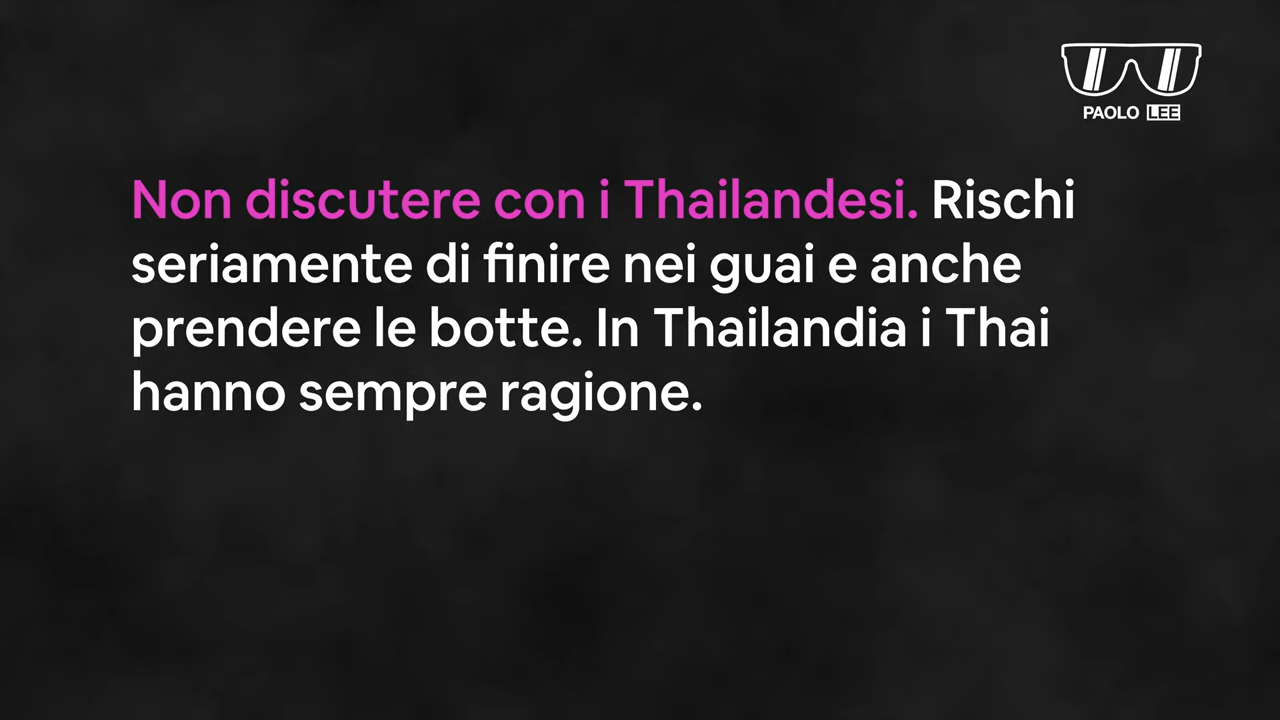 PAOLO LEE
Non discutere con i Thailandesi. Rischi
seriamente di finire nei guai e anche
prendere le botte. In Thailandia i Thai
hanno sempre ragione.